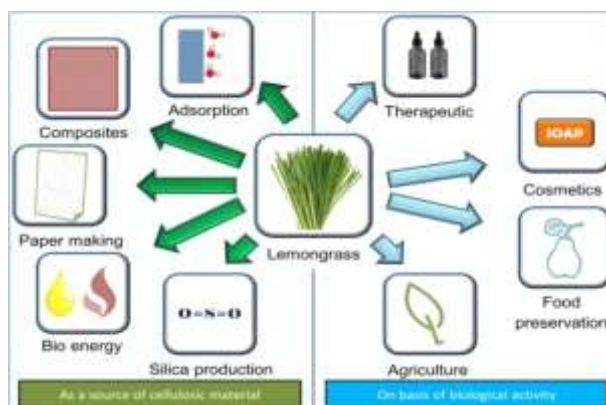 Adsorption
Therapeutic
Composites
SOAP
Cosmetics
Paper making
Lemongrass
O=S=O
Food
preservation
Bio energy
Silica production
Agriculture
As a source of cellulosic material
On basis of biological activity